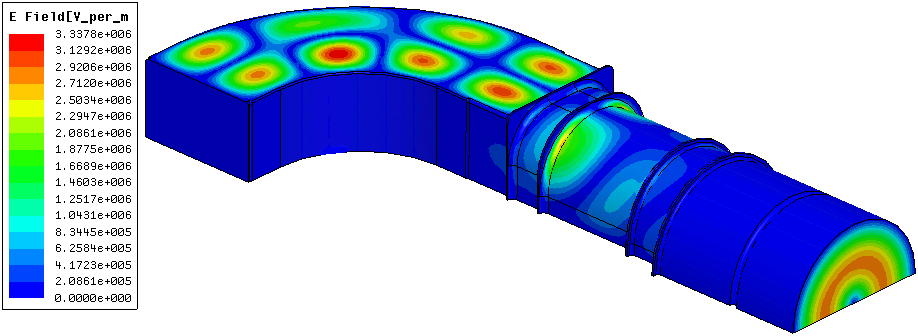 E Field[V_per_m
3.3378e+006
3.1292e+006
2.9206e+006
2.7120e+006
2.5034e+006
2.2947e+006
2.0861e+006
1.8775e+006
1.6689e+006
1.4603e+006
1.2517e+006
1.0431e+006
8.3445e+005
6.2584e+005
4.1723e+005
2.0861e+005
0.0000e+000